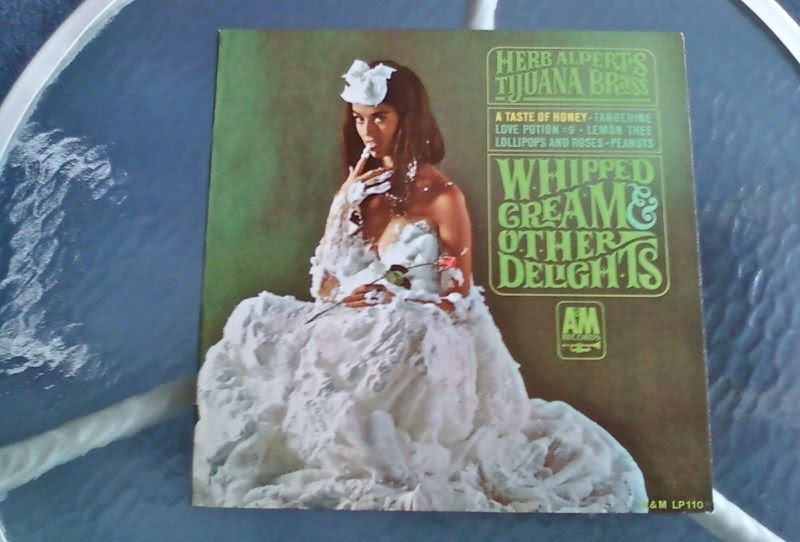 HERB ALPERT'S
TIJUANA BRASS
A TASTE OF HONEY • TANGERINE
LOVE POTION #9 • LEMON TREE
LOLLIPOPS AND ROSES • PEANUTS
WHIPPED
CREAM &
OTHER
DELIGHTS
A&M
RECORDS
A&M LP110